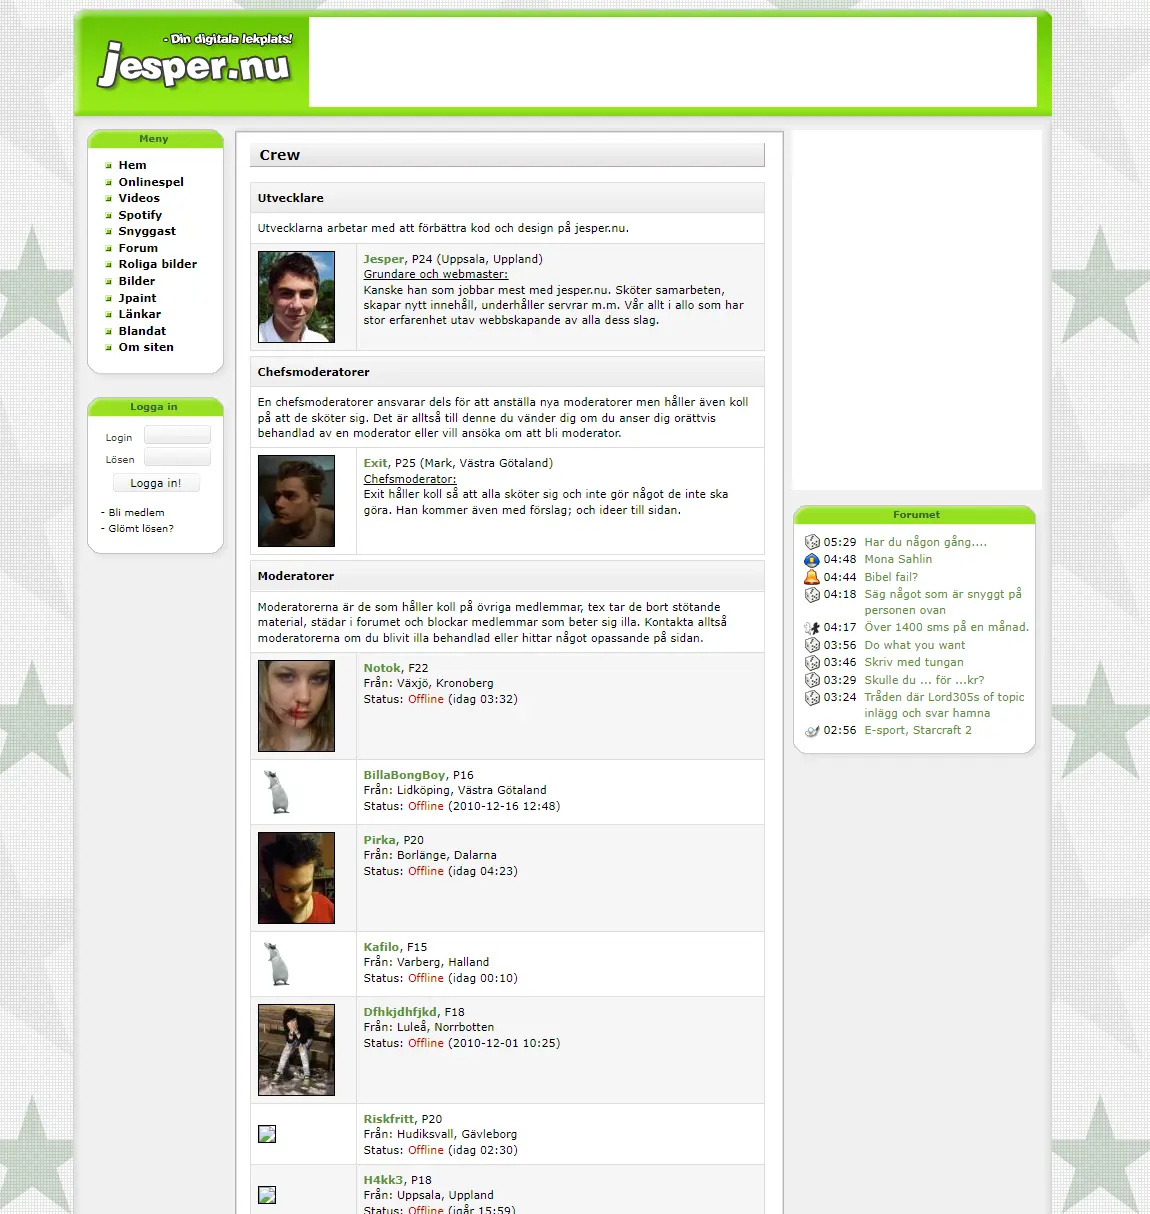 - Din digitala lekplats!
jesper.nu
Meny
Hem
Onlinespel
Videos
Spotify
Snyggast
Forum
Roliga bilder
Bilder
Jpaint
Länkar
Blandat
Om siten
Logga in
Login
Lösen
Logga in!
- Bli medlem
- Glömt lösen?
Crew
Utvecklare
Utvecklarna arbetar med att förbättra kod och design på jesper.nu.
Jesper, P24 (Uppsala, Uppland)
Grundare och webmaster:
Kanske han som jobbar mest med jesper.nu. Sköter samarbeten,
skapar nytt innehåll, underhåller servrar m.m. Vår allt i allo som har
stor erfarenhet utav webbskapande av alla dess slag.
Chefsmoderatorer
En chefsmoderatorer ansvarar dels för att anställa nya moderatorer men håller även koll
på att de sköter sig. Det är alltså till denne du vänder dig om du anser dig orättvis
behandlad av en moderator eller vill ansöka om att bli moderator.
Exit, P25 (Mark, Västra Götaland)
Chefsmoderator:
Exit håller koll så att alla sköter sig och inte gör något de inte ska
göra. Han kommer även med förslag; och ideer till sidan.
Moderatorer
Moderatorerna är de som håller koll på övriga medlemmar, tex tar de bort stötande
material, städar i forumet och blockar medlemmar som beter sig illa. Kontakta alltså
moderatorerna om du blivit illa behandlad eller hittar något opassande på sidan.
Notok, F22
Från: Växjö, Kronoberg
Status: Offline (idag 03:32)
BillaBongBoy, P16
Från: Lidköping, Västra Götaland
Status: Offline (2010-12-16 12:48)
Pirka, P20
Från: Borlänge, Dalarna
Status: Offline (idag 04:23)
Kafilo, F15
Från: Varberg, Halland
Status: Offline (idag 00:10)
Dfhkjdhfjkd, F18
Från: Luleå, Norrbotten
Status: Offline (2010-12-01 10:25)
Riskfritt, P20
Från: Hudiksvall, Gävleborg
Status: Offline (idag 02:30)
H4kk3, P18
Från: Uppsala, Uppland
Status: Offline (igår 15:59)
Forumet
05:29 Har du någon gång....
04:48 Mona Sahlin
04:44 Bibel fail?
04:18 Säg något som är snyggt på
personen ovan
04:17 Över 1400 sms på en månad.
03:56 Do what you want
03:46 Skriv med tungan
03:29 Skulle du ... för ...kr?
03:24 Tråden där Lord305s of topic
inlägg och svar hamna
02:56 E-sport, Starcraft 2